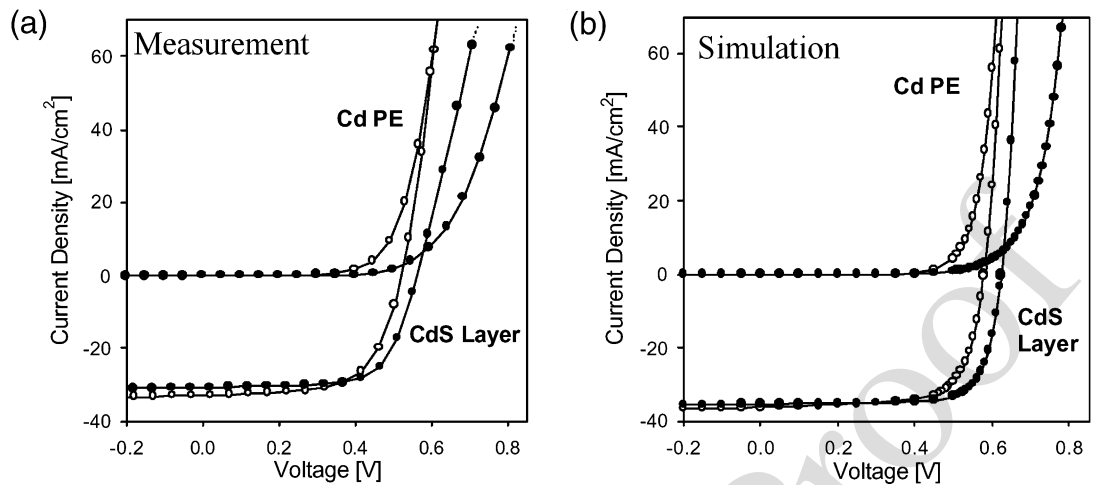 (a)
Measurement
Cd PE
CdS Layer
Current Density [mA/cm²]
60
40
20
0
-20
-40
-0.2 0.0 0.2 0.4 0.6 0.8
Voltage [V]
(b)
Simulation
Cd PE
CdS
Layer
Current Density [mA/cm²]
60
40
20
0
-20
-40
-0.2 0.0 0.2 0.4 0.6 0.8
Voltage [V]
Proof